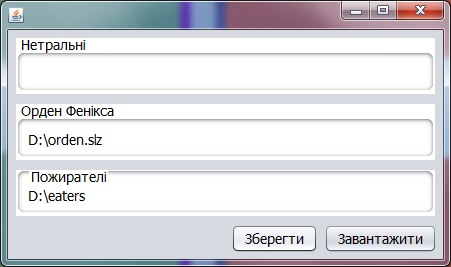 Нетральні
Орден Фенікса
D:\orden.slz
Пожирателі
D:\eaters
Зберегти
Завантажити